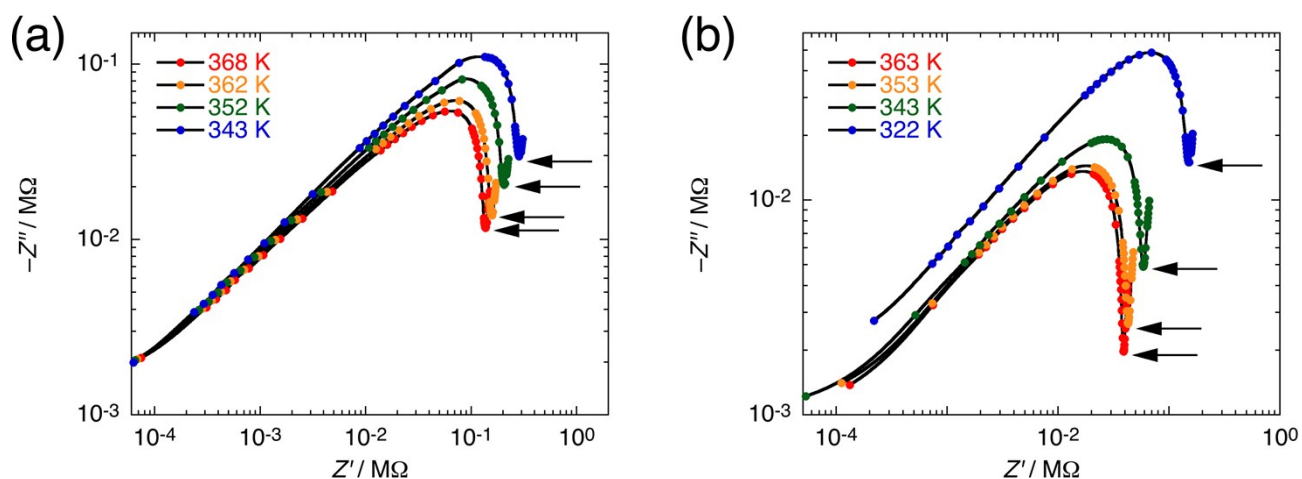 (a)
368 K
362 K
352 K
343 K
−Z″ / MΩ
10⁻¹
10⁻²
10⁻³
10⁻⁴
10⁻³
10⁻²
10⁻¹
10⁰
Z′ / MΩ
(b)
363 K
353 K
343 K
322 K
−Z″ / MΩ
10⁻²
10⁻³
10⁻⁴
10⁻²
10⁰
Z′ / MΩ